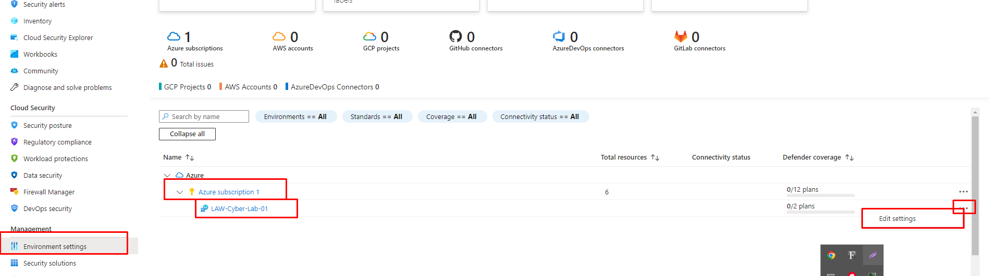 Security alerts
Inventory
Cloud Security Explorer
Workbooks
Community
Diagnose and solve problems
Cloud Security
Security posture
Regulatory compliance
Workload protections
Data security
Firewall Manager
DevOps security
Management
Environment settings
Security solutions
labels
1 0 0 0 0 0
Azure subscriptions AWS accounts GCP projects GitHub connectors AzureDevOps connectors GitLab connectors
0 Total issues
GCP Projects 0 AWS Accounts 0 AzureDevOps Connectors 0
Search by name Environments == All Standards == All Coverage == All Connectivity status == All
Collapse all
Name Total resources Connectivity status Defender coverage
Azure
Azure subscription 1 6 0/12 plans
LAW-Cyber-Lab-01 0/2 plans
Edit settings